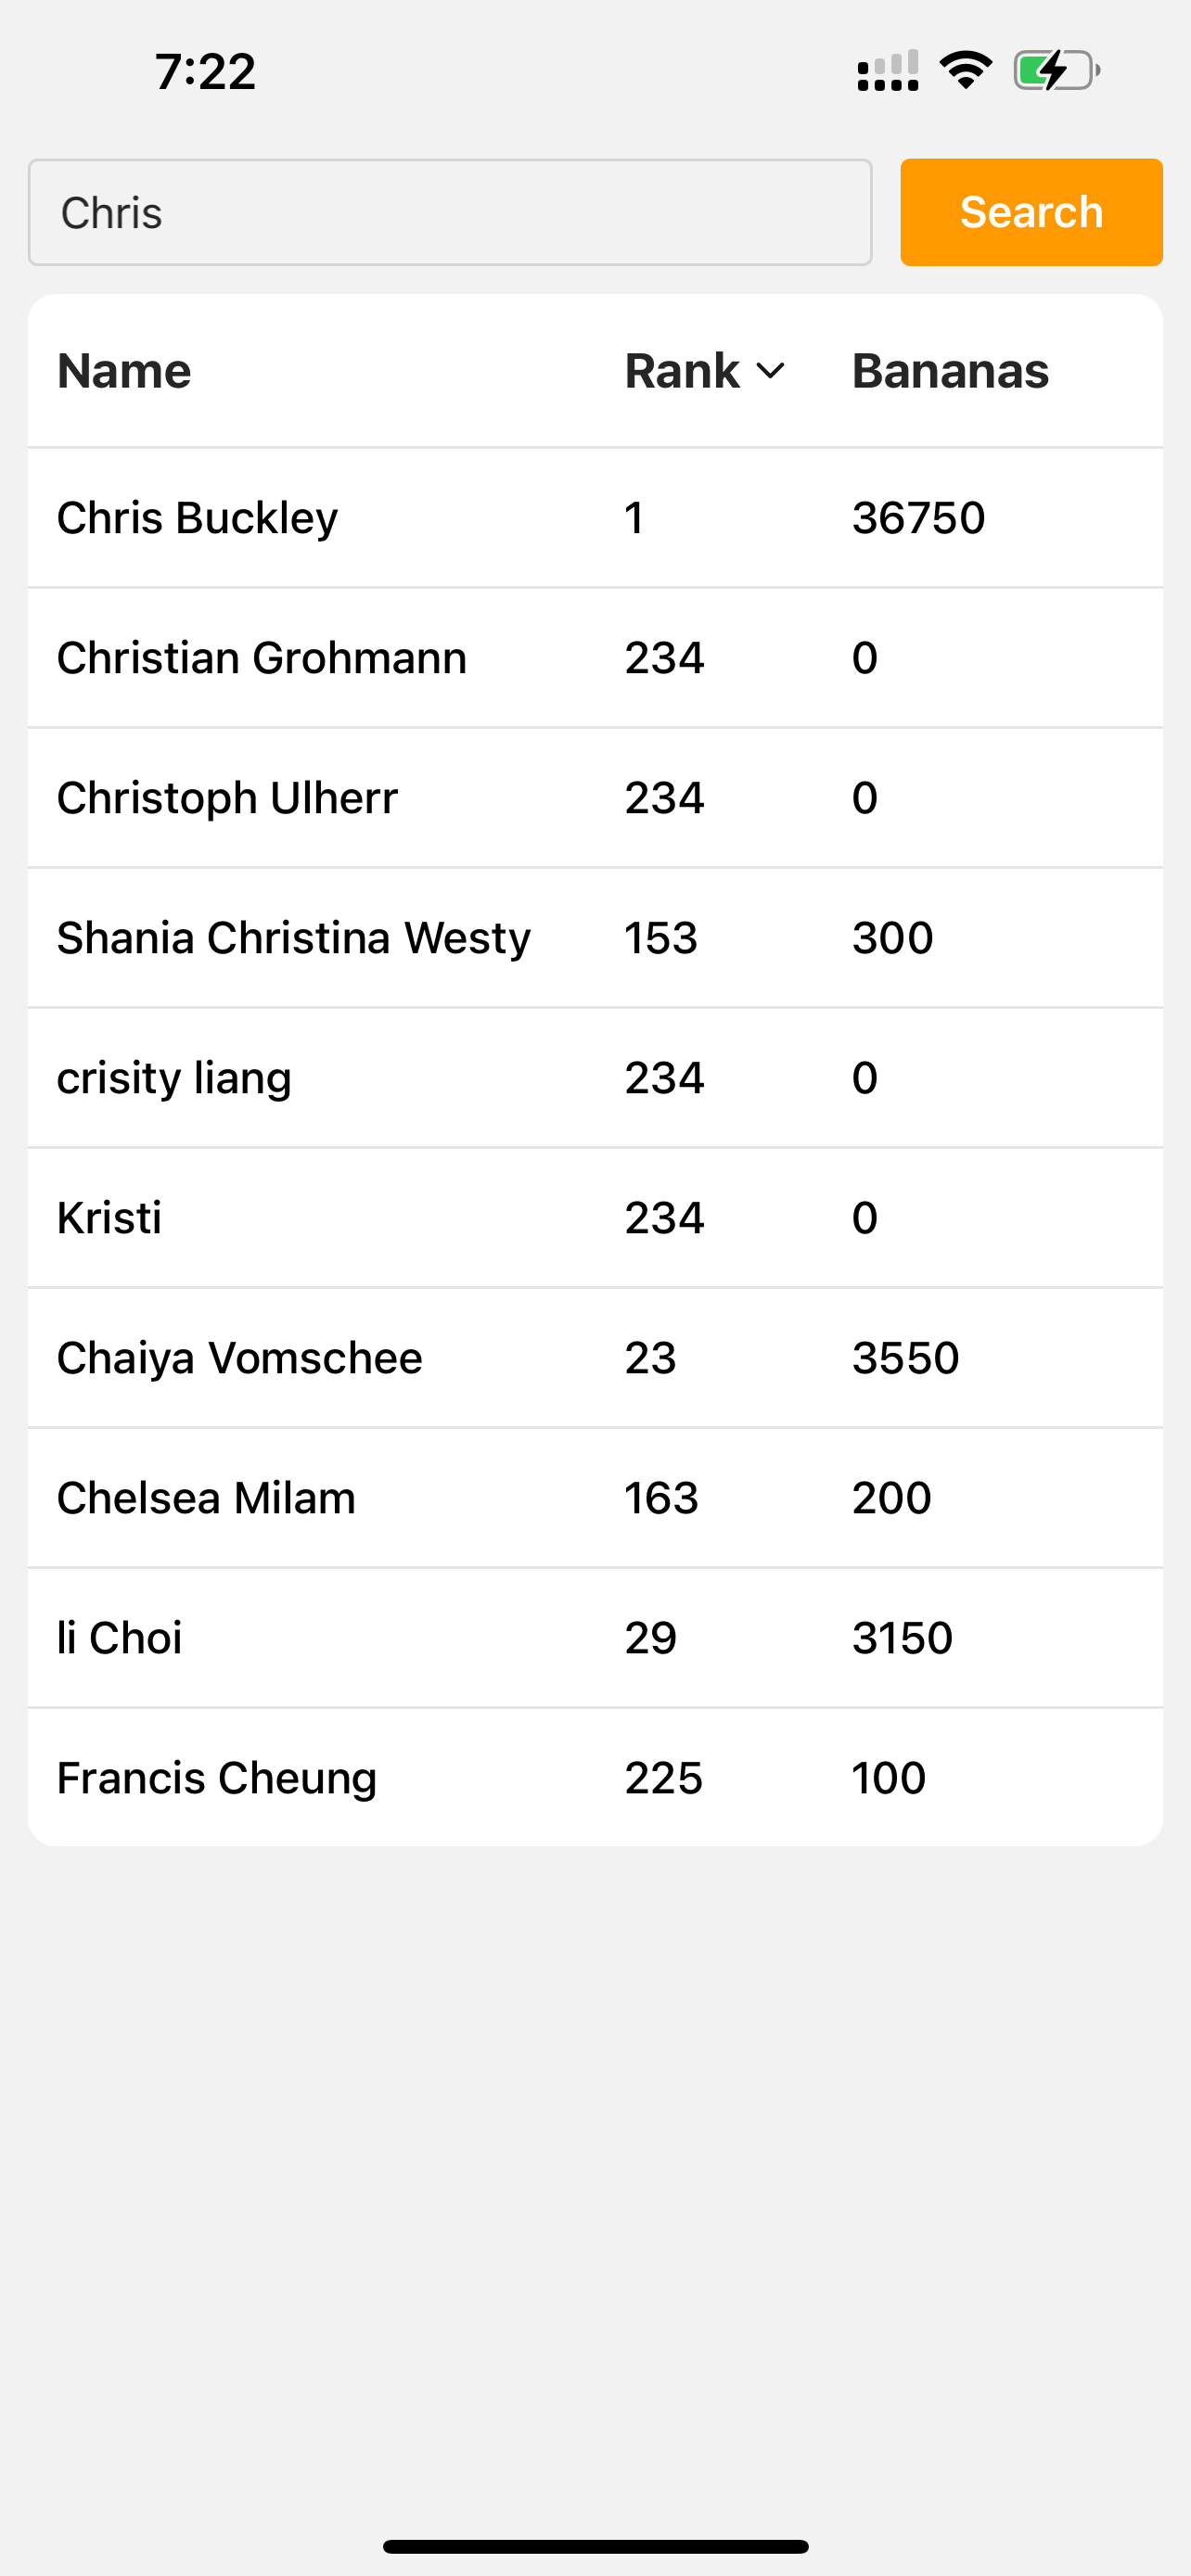 7:22
Chris Search
Name Rank Bananas
Chris Buckley 1 36750
Christian Grohmann 234 0
Christoph Ulherr 234 0
Shania Christina Westy 153 300
crisity liang 234 0
Kristi 234 0
Chaiya Vomschee 23 3550
Chelsea Milam 163 200
li Choi 29 3150
Francis Cheung 225 100